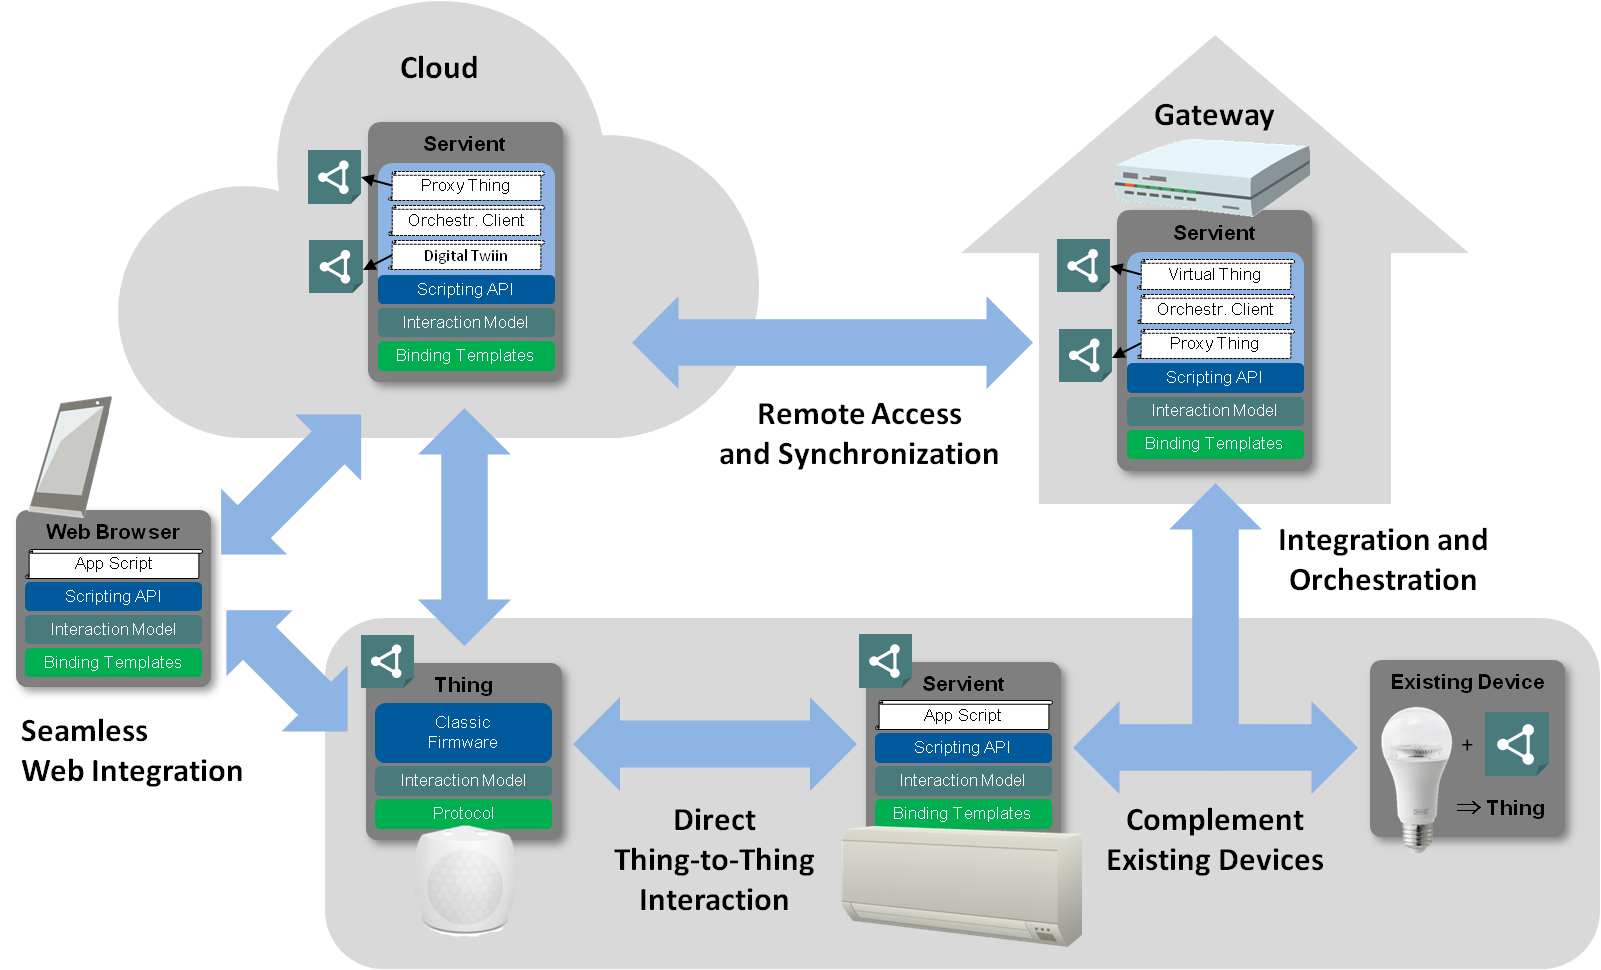 Cloud
Servient
Proxy Thing
Orchestr. Client
Digital Twiin
Scripting API
Interaction Model
Binding Templates
Gateway
Servient
Virtual Thing
Orchestr. Client
Proxy Thing
Scripting API
Interaction Model
Binding Templates
Remote Access
and Synchronization
Web Browser
App Script
Scripting API
Interaction Model
Binding Templates
Seamless
Web Integration
Integration and
Orchestration
Thing
Classic
Firmware
Interaction Model
Protocol
Direct
Thing-to-Thing
Interaction
Servient
App Script
Scripting API
Interaction Model
Binding Templates
Complement
Existing Devices
Existing Device
+
⇒ Thing